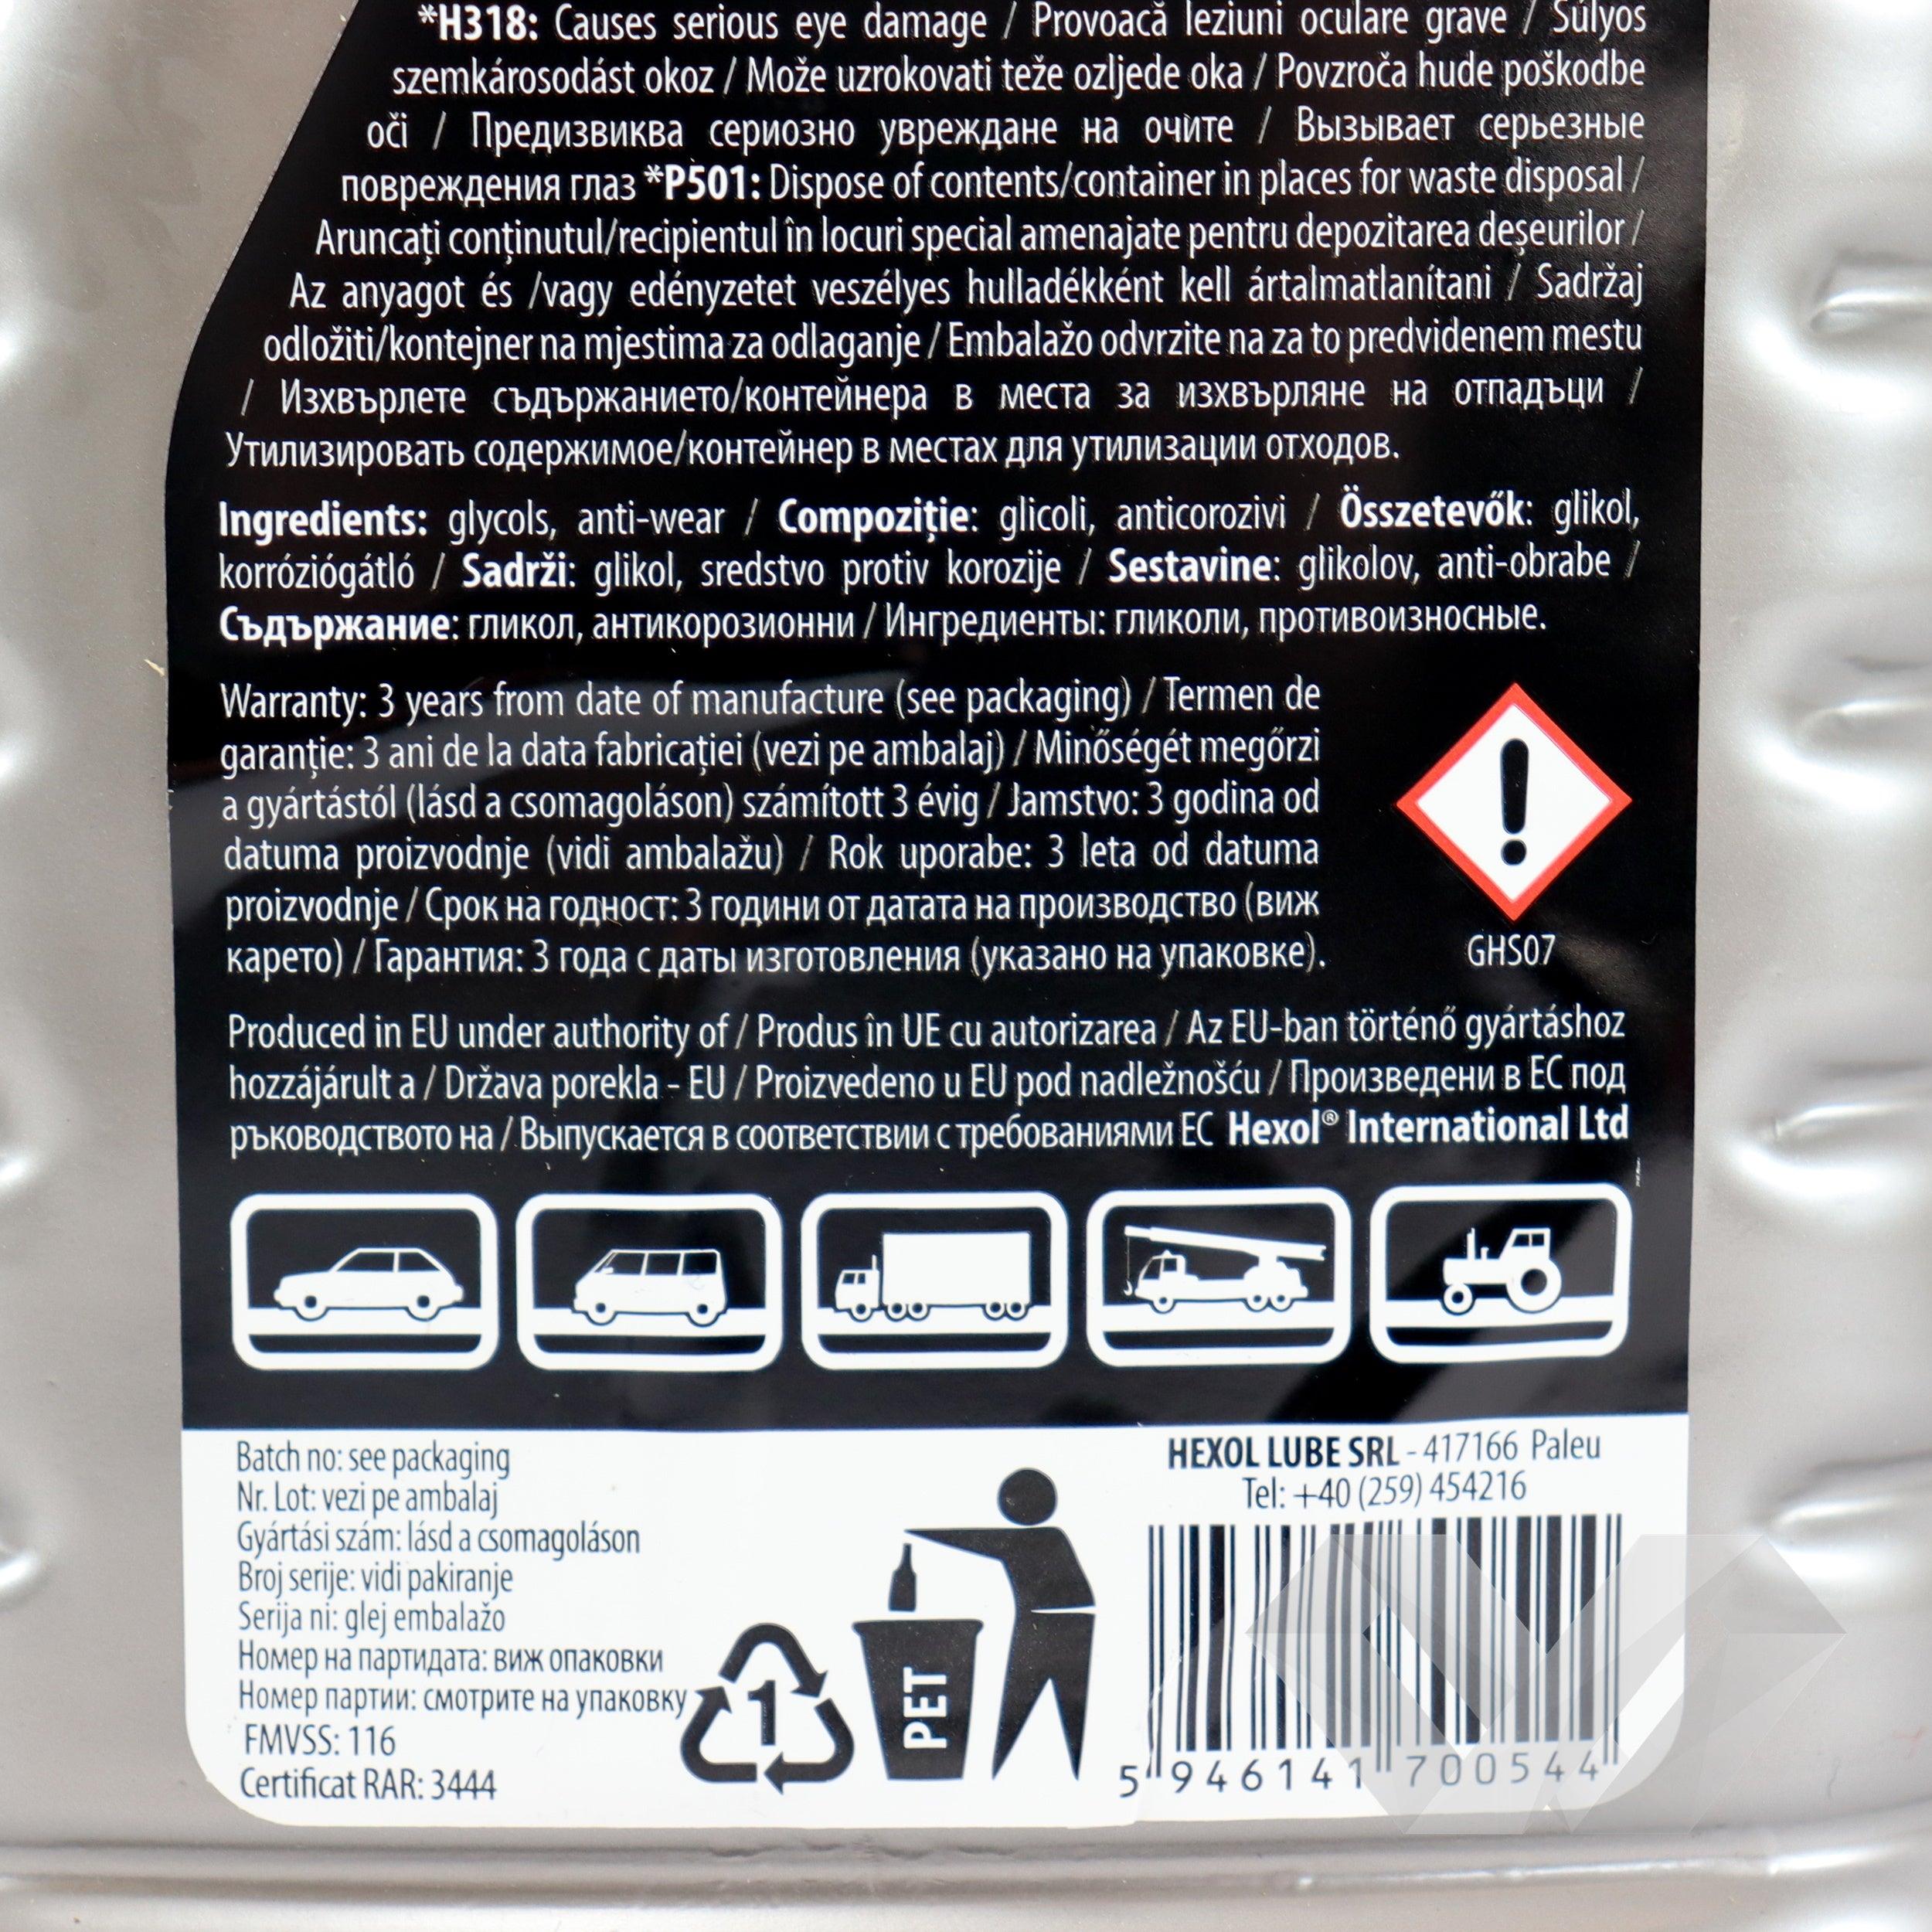 *H318: Causes serious eye damage / Provoacă leziuni oculare grave / Súlyos
szemkárosodást okoz / Može uzrokovati teže ozljede oka / Povzroča hude poškodbe
oči / Предизвиква сериозно увреждане на очите / Вызывает серьезные
повреждения глаз *P501: Dispose of contents/container in places for waste disposal /
Aruncați conținutul/recipientul în locuri special amenajate pentru depozitarea deșeurilor /
Az anyagot és /vagy edényzetet veszélyes hulladékként kell ártalmatlanítani / Sadržaj
odložiti/kontejner na mjestima za odlaganje / Embalažo odvrzite na za to predvidenem mestu
/ Изхвърлете съдържанието/контейнера в места за изхвърляне на отпадъци /
Утилизировать содержимое/контейнер в местах для утилизации отходов.
Ingredients: glycols, anti-wear / Compoziție: glicoli, anticorozivi / Összetevők: glikol,
korróziógátló / Sadrži: glikol, sredstvo protiv korozije / Sestavine: glikolov, anti-obrabe /
Съдържание: гликол, антикорозионни / Ингредиенты: гликоли, противоизносные.
Warranty: 3 years from date of manufacture (see packaging) / Termen de
garanție: 3 ani de la data fabricației (vezi pe ambalaj) / Minőségét megőrzi
a gyártástól (lásd a csomagoláson) számított 3 évig / Jamstvo: 3 godina od
datuma proizvodnje (vidi ambalažu) / Rok uporabe: 3 leta od datuma
proizvodnje / Срок на годност: 3 години от датата на производство (виж
карето) / Гарантия: 3 года с даты изготовления (указано на упаковке).
GHS07
Produced in EU under authority of / Produs în UE cu autorizarea / Az EU-ban történő gyártáshoz
hozzájárult a / Država porekla - EU / Proizvedeno u EU pod nadležnošću / Произведени в ЕС под
ръководството на / Выпускается в соответствии с требованиями ЕС Hexol® International Ltd
Batch no: see packaging
Nr. Lot: vezi pe ambalaj
Gyártási szám: lásd a csomagoláson
Broj serije: vidi pakiranje
Serija ni: glej embalažo
Номер на партидата: виж опаковки
Номер партии: смотрите на упаковку
FMVSS: 116
Certificat RAR: 3444
1
PET
HEXOL LUBE SRL - 417166 Paleu
Tel: +40 (259) 454216
5 946141 700544